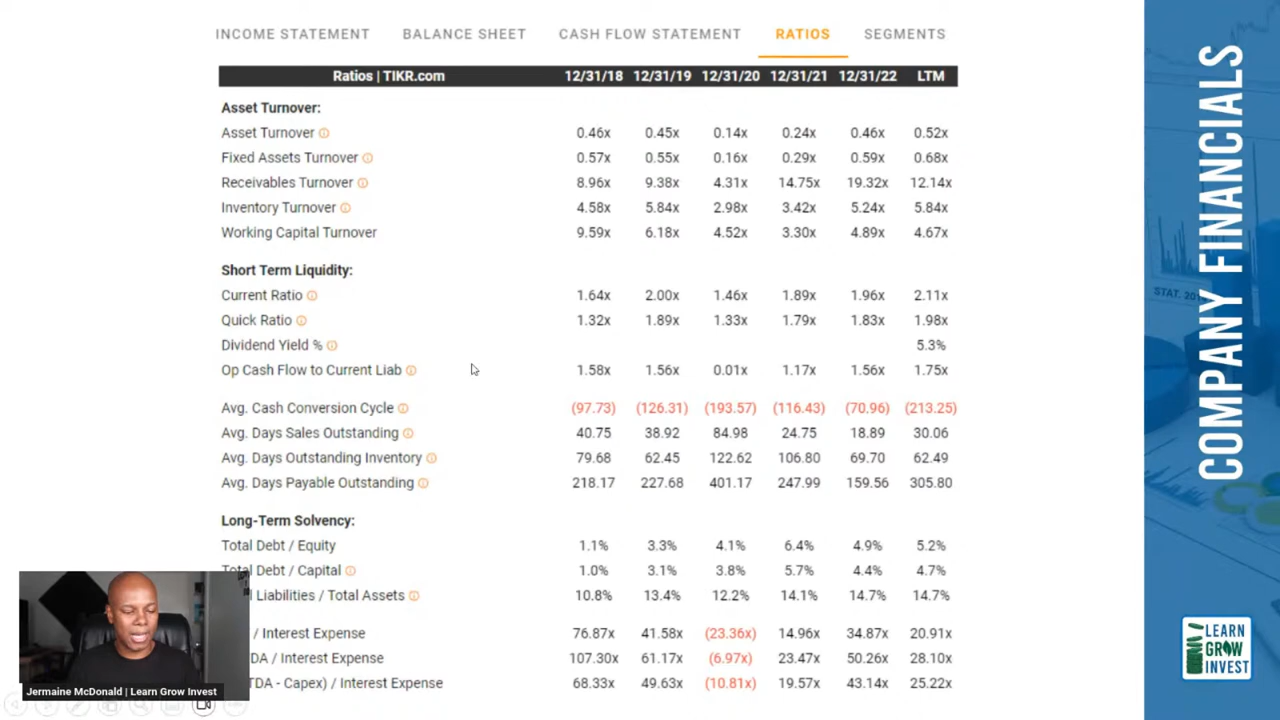 INCOME STATEMENT BALANCE SHEET CASH FLOW STATEMENT RATIOS SEGMENTS
Ratios | TIKR.com 12/31/18 12/31/19 12/31/20 12/31/21 12/31/22 LTM
Asset Turnover:
Asset Turnover 0.46x 0.45x 0.14x 0.24x 0.46x 0.52x
Fixed Assets Turnover 0.57x 0.55x 0.16x 0.29x 0.59x 0.68x
Receivables Turnover 8.96x 9.38x 4.31x 14.75x 19.32x 12.14x
Inventory Turnover 4.58x 5.84x 2.98x 3.42x 5.24x 5.84x
Working Capital Turnover 9.59x 6.18x 4.52x 3.30x 4.89x 4.67x
Short Term Liquidity:
Current Ratio 1.64x 2.00x 1.46x 1.89x 1.96x 2.11x
Quick Ratio 1.32x 1.89x 1.33x 1.79x 1.83x 1.98x
Dividend Yield % 5.3%
Op Cash Flow to Current Liab 1.58x 1.56x 0.01x 1.17x 1.56x 1.75x
Avg. Cash Conversion Cycle (97.73) (126.31) (193.57) (116.43) (70.96) (213.25)
Avg. Days Sales Outstanding 40.75 38.92 84.98 24.75 18.89 30.06
Avg. Days Outstanding Inventory 79.68 62.45 122.62 106.80 69.70 62.49
Avg. Days Payable Outstanding 218.17 227.68 401.17 247.99 159.56 305.80
Long-Term Solvency:
Total Debt / Equity 1.1% 3.3% 4.1% 6.4% 4.9% 5.2%
Total Debt / Capital 1.0% 3.1% 3.8% 5.7% 4.4% 4.7%
Liabilities / Total Assets 10.8% 13.4% 12.2% 14.1% 14.7% 14.7%
/ Interest Expense 76.87x 41.58x (23.36x) 14.96x 34.87x 20.91x
DA / Interest Expense 107.30x 61.17x (6.97x) 23.47x 50.26x 28.10x
TDA - Capex) / Interest Expense 68.33x 49.63x (10.81x) 19.57x 43.14x 25.22x
Jermaine McDonald | Learn Grow Invest
COMPANY FINANCIALS
STAT. 201
LEARN
GROW
INVEST